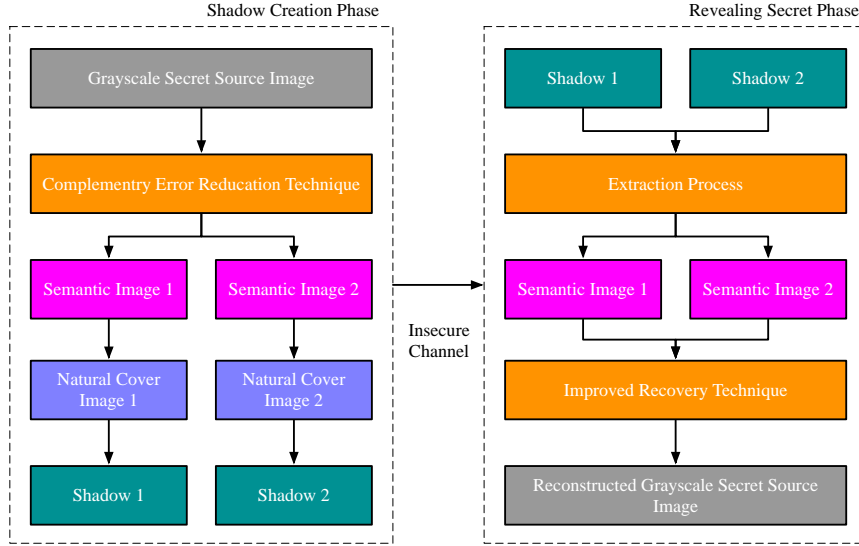 Shadow Creation Phase
Grayscale Secret Source Image
Complementry Error Reducation Technique
Semantic Image 1
Semantic Image 2
Natural Cover
Image 1
Natural Cover
Image 2
Shadow 1
Shadow 2
Insecure
Channel
Revealing Secret Phase
Shadow 1
Shadow 2
Extraction Process
Semantic Image 1
Semantic Image 2
Improved Recovery Technique
Reconstructed Grayscale Secret Source
Image